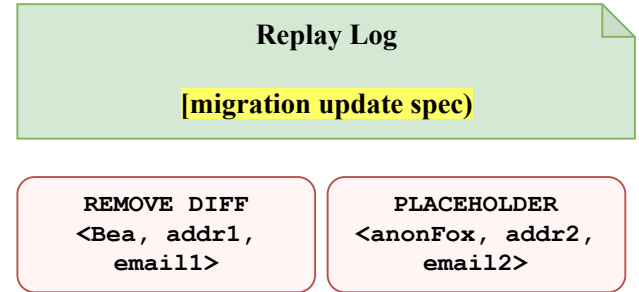 Replay Log
[migration update spec)
REMOVE DIFF
<Bea, addr1,
email1>
PLACEHOLDER
<anonFox, addr2,
email2>